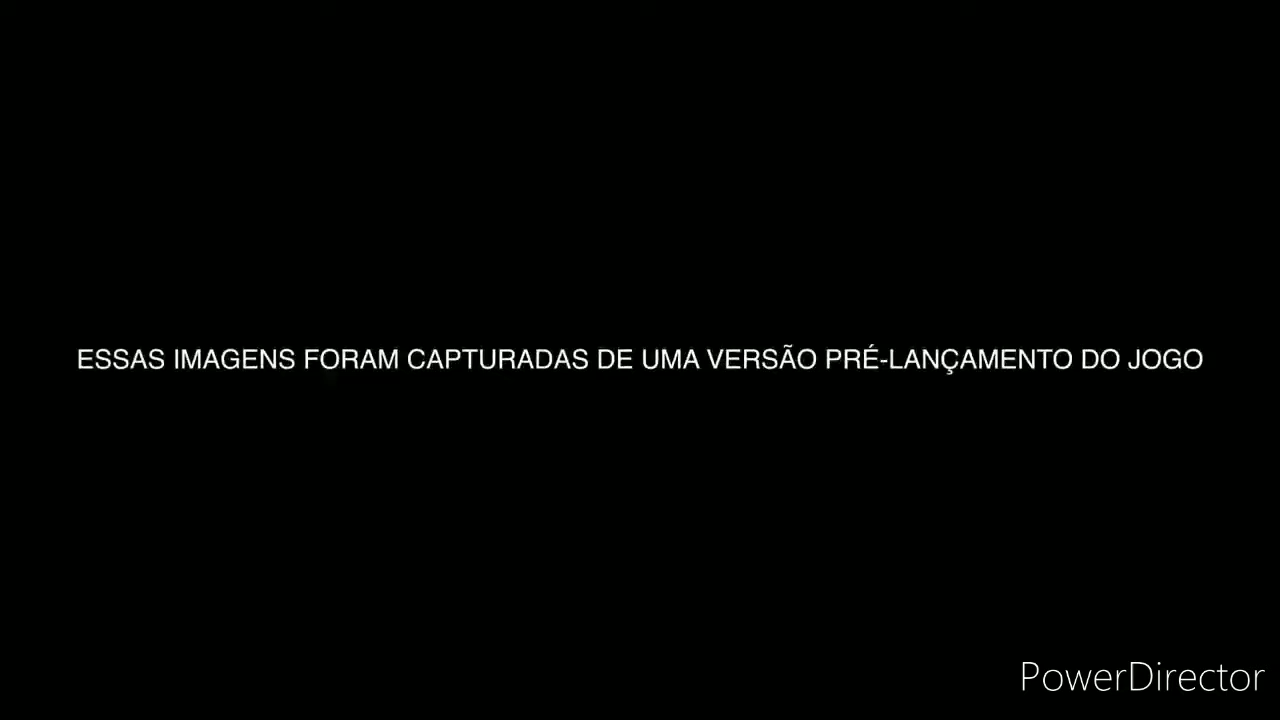 ESSAS IMAGENS FORAM CAPTURADAS DE UMA VERSÃO PRÉ-LANÇAMENTO DO JOGO
PowerDirector